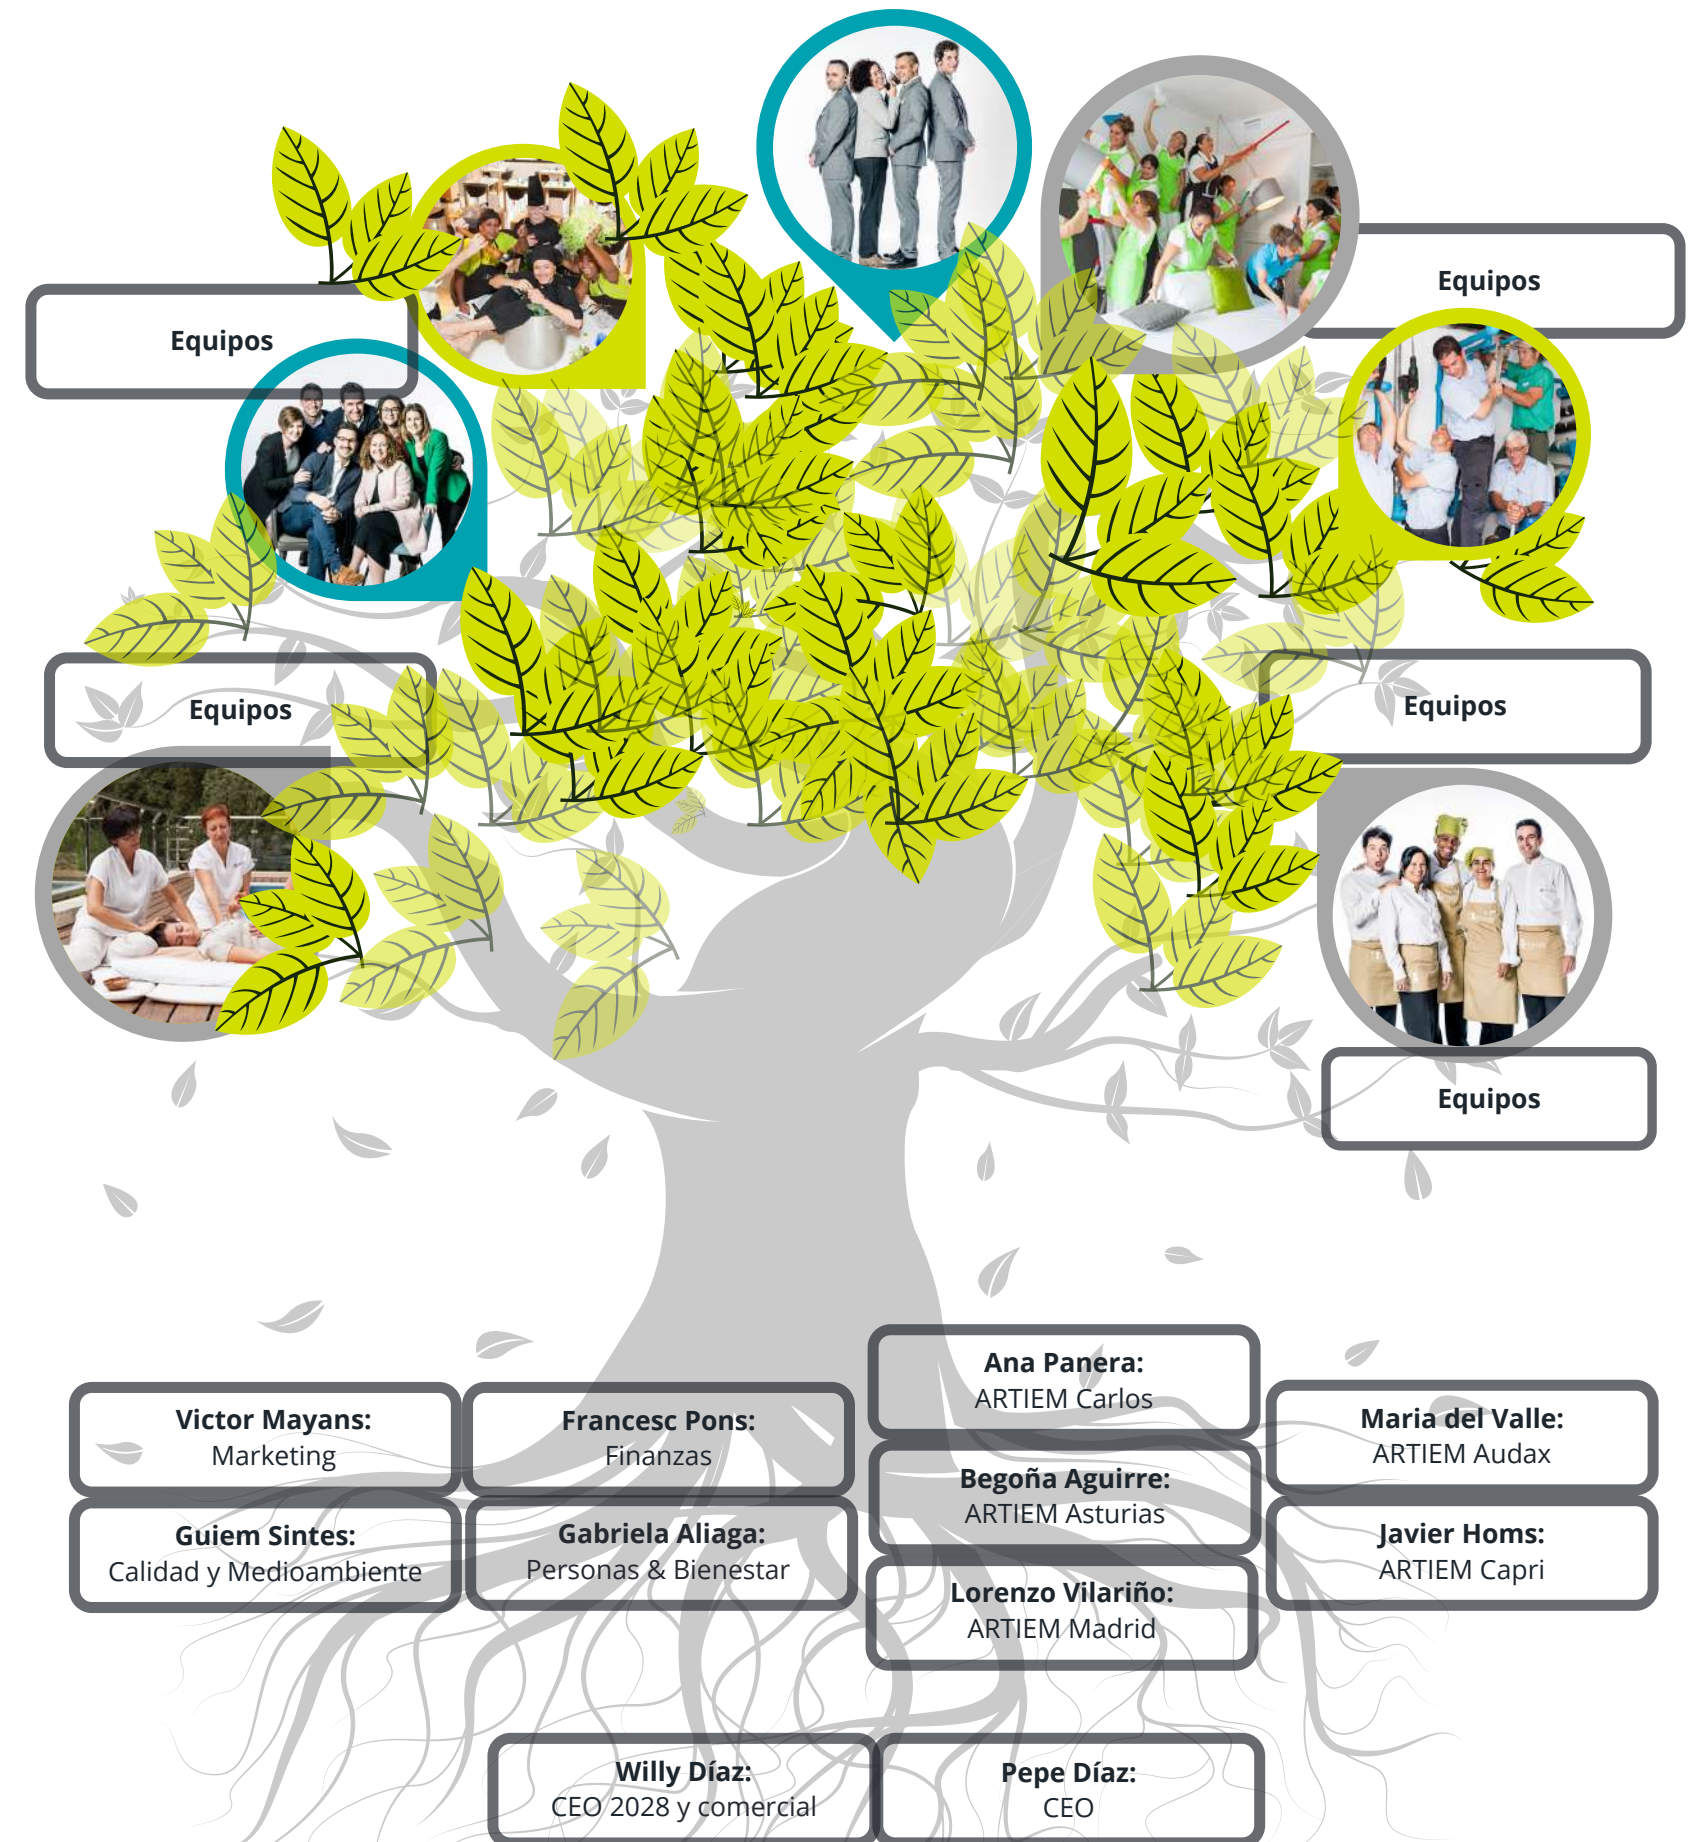 Equipos
Equipos
Equipos
Equipos
Equipos
Ana Panera:
ARTIEM Carlos
Victor Mayans:
Marketing
Francesc Pons:
Finanzas
Maria del Valle:
ARTIEM Audax
Begoña Aguirre:
ARTIEM Asturias
Guiem Sintes:
Calidad y Medioambiente
Gabriela Aliaga:
Personas & Bienestar
Javier Homs:
ARTIEM Capri
Lorenzo Vilariño:
ARTIEM Madrid
Willy Díaz:
CEO 2028 y comercial
Pepe Díaz:
CEO